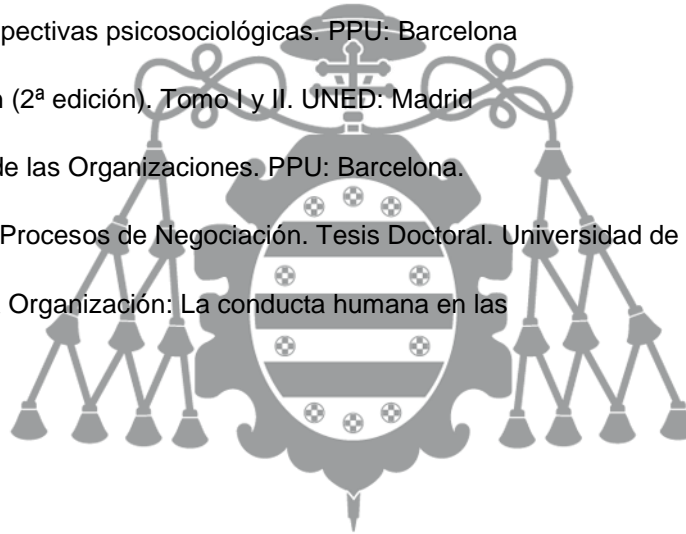 pectivas psicosociológicas. PPU: Barcelona
n (2ª edición). Tomo I y II. UNED: Madrid
de las Organizaciones. PPU: Barcelona.
Procesos de Negociación. Tesis Doctoral. Universidad de
Organización: La conducta humana en las